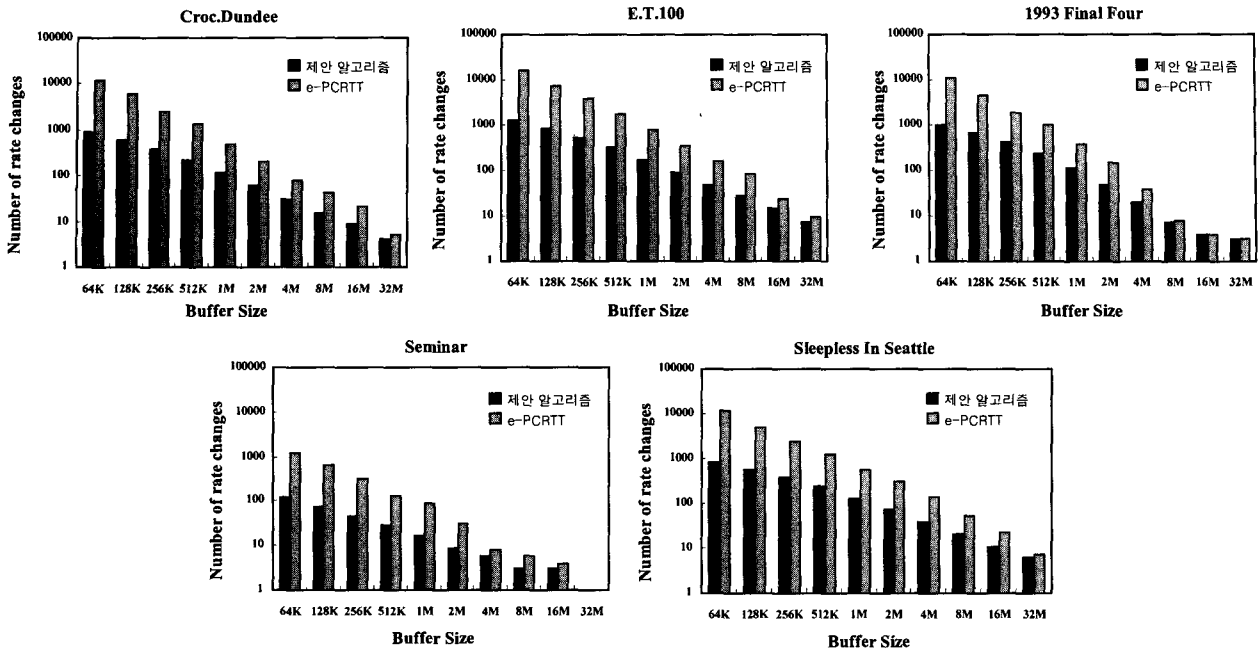 Croc.Dundee
Number of rate changes
100000
10000
1000
100
10
1
제안 알고리즘
e-PCRTT
64K 128K 256K 512K 1M 2M 4M 8M 16M 32M
Buffer Size
E.T.100
Number of rate changes
100000
10000
1000
100
10
1
제안 알고리즘
e-PCRTT
64K 128K 256K 512K 1M 2M 4M 8M 16M 32M
Buffer Size
1993 Final Four
Number of rate changes
100000
10000
1000
100
10
1
제안 알고리즘
e-PCRTT
64K 128K 256K 512K 1M 2M 4M 8M 16M 32M
Buffer Size
Seminar
Number of rate changes
100000
10000
1000
100
10
1
제안 알고리즘
e-PCRTT
64K 128K 256K 512K 1M 2M 4M 8M 16M 32M
Buffer Size
Sleepless In Seattle
Number of rate changes
100000
10000
1000
100
10
1
제안 알고리즘
e-PCRTT
64K 128K 256K 512K 1M 2M 4M 8M 16M 32M
Buffer Size